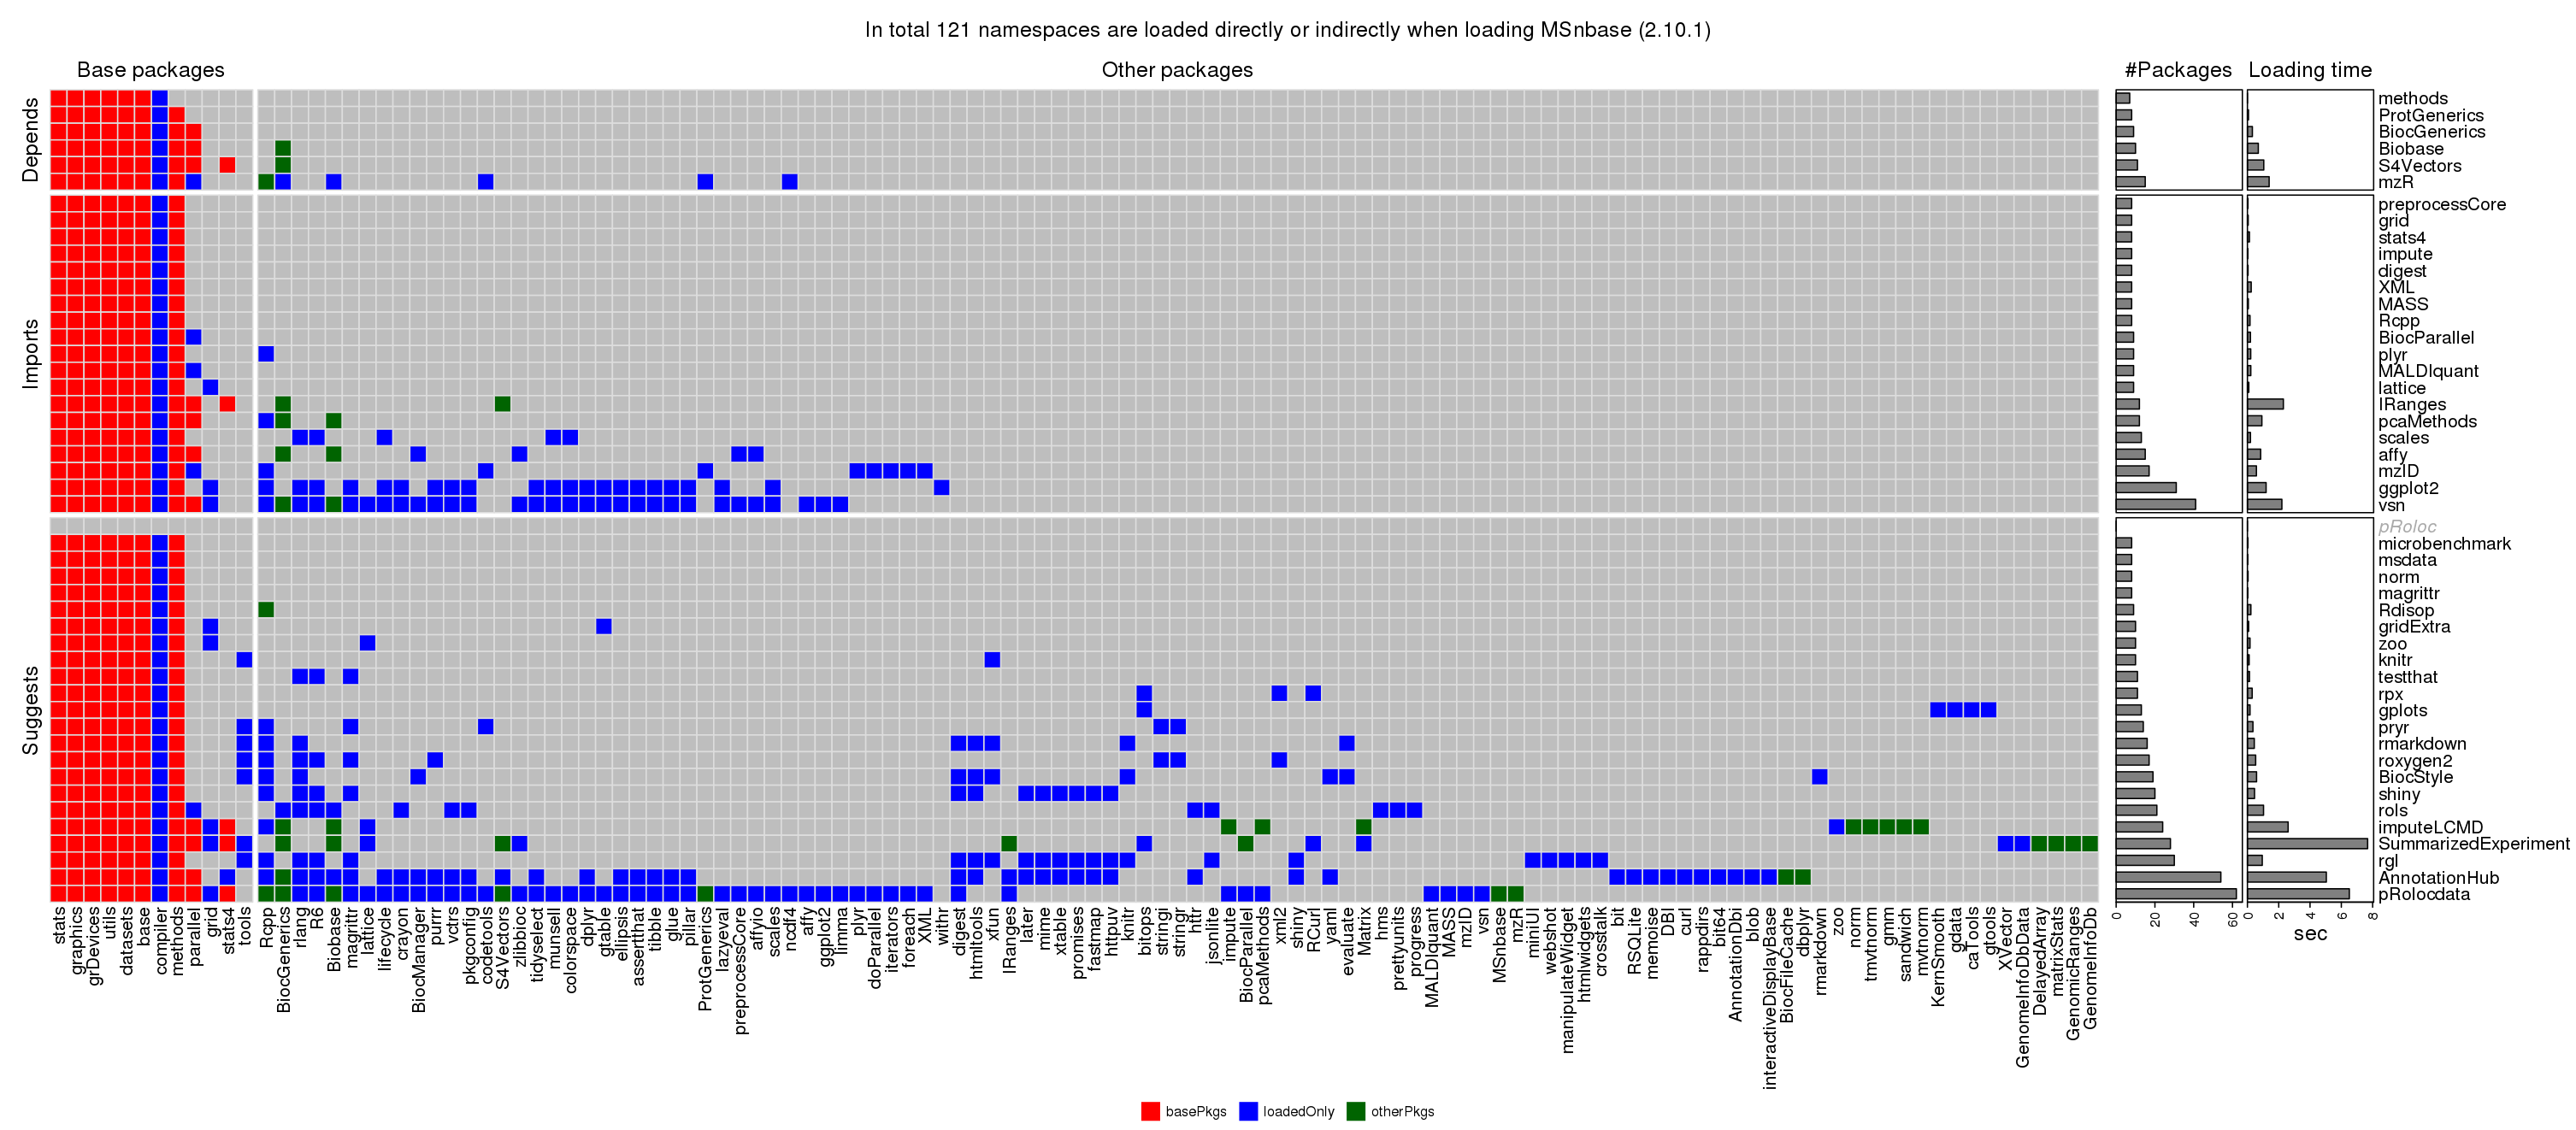 In total 121 namespaces are loaded directly or indirectly when loading MSnbase (2.10.1)
Base packages
Other packages
#Packages
Loading time
Depends
methods
ProtGenerics
BiocGenerics
Biobase
S4Vectors
mzR
Imports
preprocessCore
grid
stats4
impute
digest
XML
MASS
Rcpp
BiocParallel
plyr
MALDIquant
lattice
IRanges
pcaMethods
scales
affy
mzID
ggplot2
vsn
Suggests
pRoloc
microbenchmark
msdata
norm
magrittr
Rdisop
gridExtra
zoo
knitr
testthat
rpx
gplots
pryr
rmarkdown
roxygen2
BiocStyle
shiny
rols
imputeLCMD
SummarizedExperiment
rgl
AnnotationHub
pRolocdata
stats
graphics
grDevices
utils
datasets
base
compiler
methods
parallel
grid
stats4
tools
Rcpp
BiocGenerics
rlang
R6
Biobase
magrittr
lattice
lifecycle
crayon
BiocManager
purrr
vctrs
pkgconfig
codetools
S4Vectors
zlibbioc
tidyselect
munsell
colorspace
dplyr
gtable
ellipsis
assertthat
tibble
glue
pillar
ProtGenerics
lazyeval
preprocessCore
affyio
scales
ncdf4
affy
ggplot2
limma
plyr
doParallel
iterators
foreach
XML
withr
digest
htmltools
xfun
IRanges
later
mime
xtable
promises
fastmap
httpuv
knitr
bitops
stringi
stringr
httr
jsonlite
impute
BiocParallel
pcaMethods
xml2
shiny
RCurl
yaml
evaluate
Matrix
hms
prettyunits
progress
MALDIquant
MASS
mzID
vsn
MSnbase
mzR
miniUI
webshot
manipulateWidget
htmlwidgets
crosstalk
bit
RSQLite
memoise
DBI
curl
rappdirs
bit64
AnnotationDbi
blob
interactiveDisplayBase
BiocFileCache
dbplyr
rmarkdown
zoo
norm
tmvtnorm
gmm
sandwich
mvtnorm
KernSmooth
gdata
caTools
gtools
XVector
GenomeInfoDbData
DelayedArray
matrixStats
GenomicRanges
GenomeInfoDb
0 20 40 60
0 2 4 6 8
sec
basePkgs loadedOnly otherPkgs